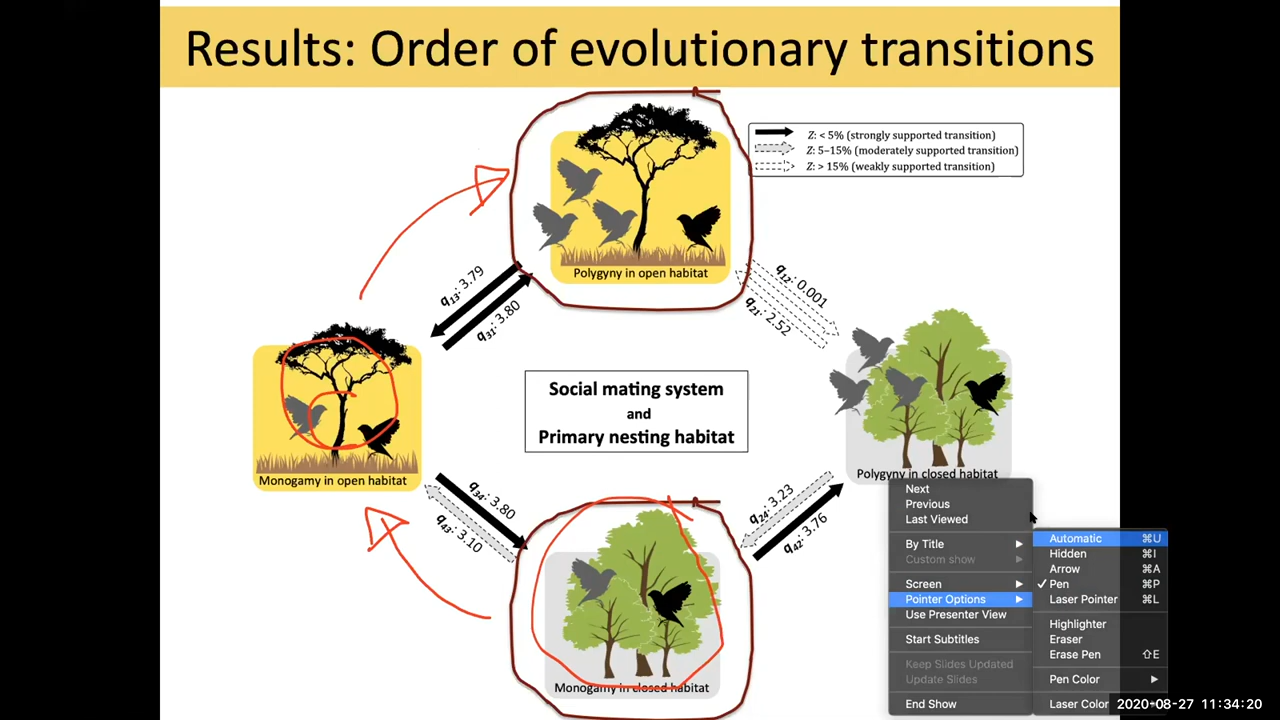 Results: Order of evolutionary transitions
Z: < 5% (strongly supported transition)
Z: 5–15% (moderately supported transition)
Z: > 15% (weakly supported transition)
Polygyny in open habitat
q13: 3.79
q31: 3.80
q12: 0.001
q21: 2.52
Social mating system
and
Primary nesting habitat
Monogamy in open habitat
Polygyny in closed habitat
q34: 3.80
q43: 3.10
q24: 3.23
q42: 3.76
Monogamy in closed habitat
Next
Previous
Last Viewed
By Title
Custom show
Screen
Pointer Options
Use Presenter View
Start Subtitles
Keep Slides Updated
Update Slides
End Show
Automatic ⌘U
Hidden ⌘I
Arrow ⌘A
✓ Pen ⌘P
Laser Pointer ⌘L
Highlighter
Eraser
Erase Pen ⇧E
Pen Color
Laser Color
2020-08-27 11:34:20